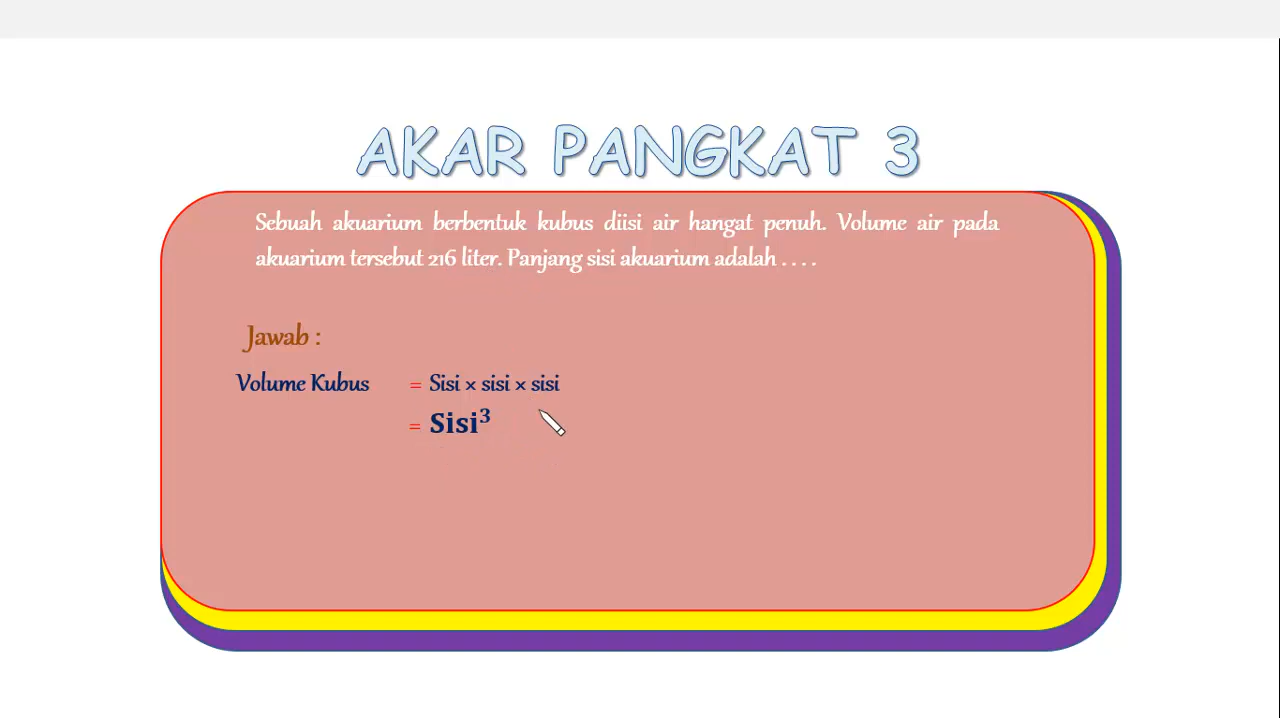 AKAR PANGKAT 3
Sebuah akuarium berbentuk kubus diisi air hangat penuh. Volume air pada
akuarium tersebut 216 liter. Panjang sisi akuarium adalah . . . .
Jawab :
Volume Kubus = Sisi × sisi × sisi
= Sisi³